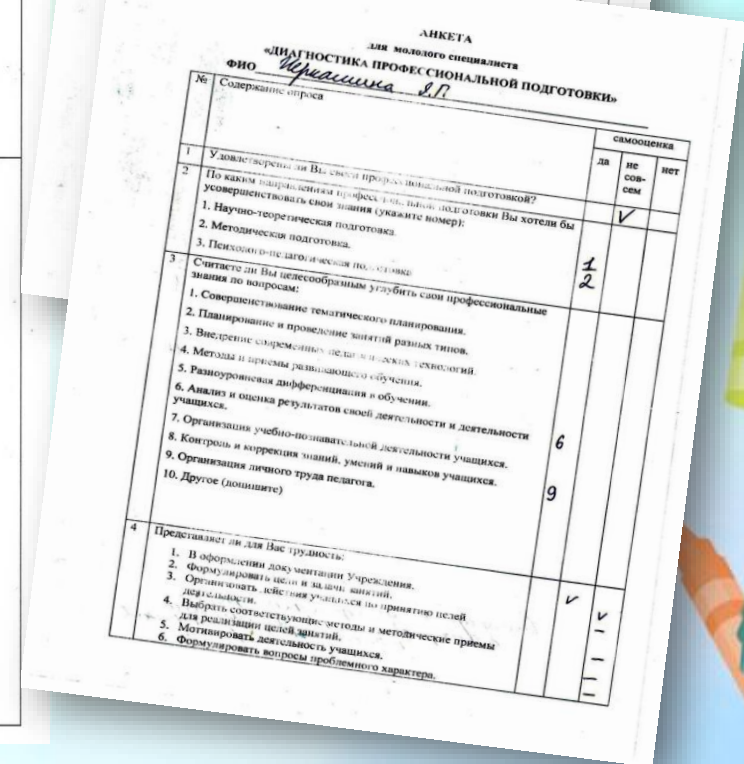 АНКЕТА
для молодого специалиста
«ДИАГНОСТИКА ПРОФЕССИОНАЛЬНОЙ ПОДГОТОВКИ»
ФИО Черкашина Я.П.
№ Содержание опроса самооценка
да не сов- сем нет
1 Удовлетворены ли Вы своей профессиональной подготовкой? V
2 По каким направлениям профессиональной подготовки Вы хотели бы
усовершенствовать свои знания (укажите номер):
1. Научно-теоретическая подготовка.
2. Методическая подготовка. 1
3. Психолого-педагогическая подготовка 2
3 Считаете ли Вы целесообразным углубить свои профессиональные
знания по вопросам:
1. Совершенствование тематического планирования.
2. Планирование и проведение занятий разных типов.
3. Внедрение современных педагогических технологий.
4. Методы и приемы развивающего обучения.
5. Разноуровневая дифференциация в обучении.
6. Анализ и оценка результатов своей деятельности и деятельности
учащихся. 6
7. Организация учебно-познавательной деятельности учащихся.
8. Контроль и коррекция знаний, умений и навыков учащихся.
9. Организация личного труда педагога. 9
10. Другое (допишите)
4 Представляет ли для Вас трудность:
1. В оформлении документации Учреждения. V
2. Формулировать цели и задачи занятий. V
3. Организовать действия учащихся по принятию целей –
деятельности.
4. Выбрать соответствующие методы и методические приемы –
для реализации целей занятий.
5. Мотивировать деятельность учащихся. –
6. Формулировать вопросы проблемного характера. –